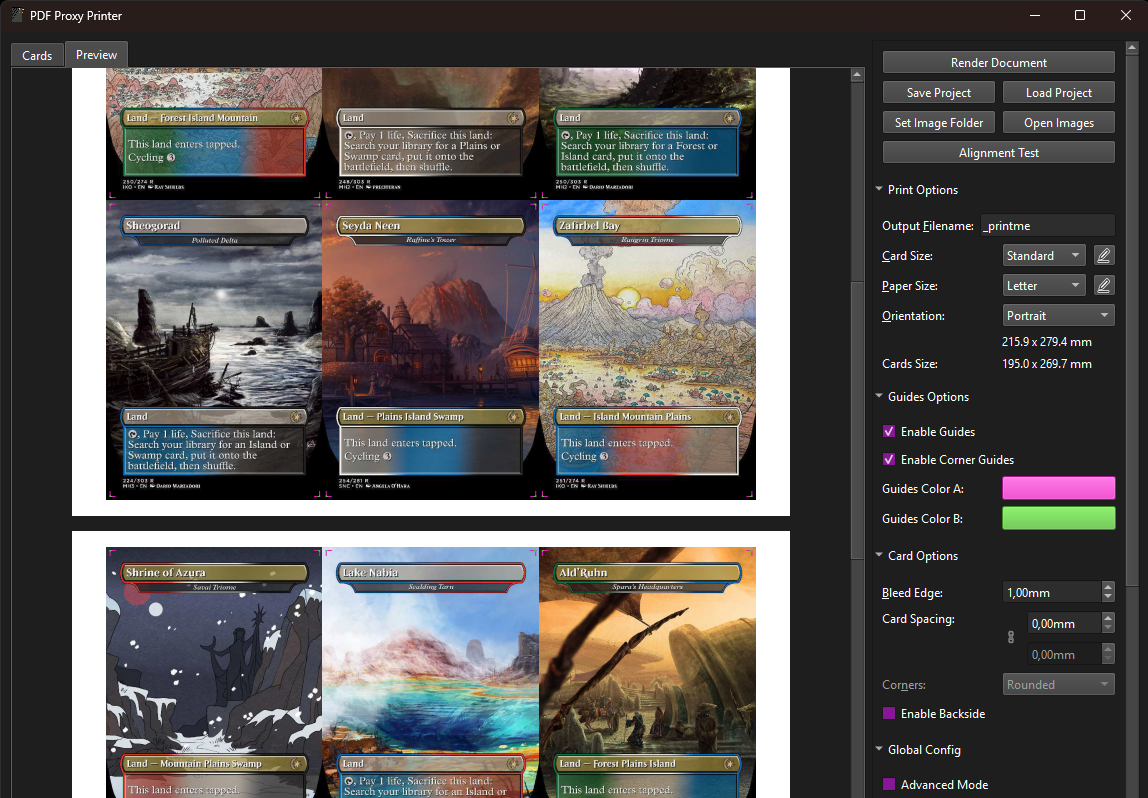 PDF Proxy Printer
Cards
Preview
Land — Forest Island Mountain
This land enters tapped.
Cycling 3
250/274 R
IKO • EN Ray Shields
Land
, Pay 1 life, Sacrifice this land:
Search your library for a Plains or
Swamp card, put it onto the
battlefield, then shuffle.
248/303 R
MH2 • EN
Land
, Pay 1 life, Sacrifice this land:
Search your library for a Forest or
Island card, put it onto the
battlefield, then shuffle.
250/303 R
MH2 • EN Dario Marzadori
Sheogorad
Polluted Delta
Land
, Pay 1 life, Sacrifice this land:
Search your library for an Island or
Swamp card, put it onto the
battlefield, then shuffle.
224/303 R
MH3 • EN Dario Marzadori
Seyda Neen
Raffine's Tower
Land — Plains Island Swamp
This land enters tapped.
Cycling 3
254/281 R
SNC • EN Angela O'Hara
Zafirbel Bay
Raugrin Triome
Land — Island Mountain Plains
This land enters tapped.
Cycling 3
251/274 R
IKO • EN Ray Shields
Shrine of Azura
Savai Triome
Land — Mountain Plains Swamp
This land enters tapped.
Lake Nabia
Scalding Tarn
Land
, Pay 1 life, Sacrifice this land:
Search your library for an Island or
Ald'Ruhn
Spara's Headquarters
Land — Forest Plains Island
This land enters tapped.
Render Document
Save Project
Load Project
Set Image Folder
Open Images
Alignment Test
Print Options
Output Filename:
_printme
Card Size:
Standard
Paper Size:
Letter
Orientation:
Portrait
215.9 x 279.4 mm
Cards Size:
195.0 x 269.7 mm
Guides Options
Enable Guides
Enable Corner Guides
Guides Color A:
Guides Color B:
Card Options
Bleed Edge:
1,00mm
Card Spacing:
0,00mm
0,00mm
Corners:
Rounded
Enable Backside
Global Config
Advanced Mode